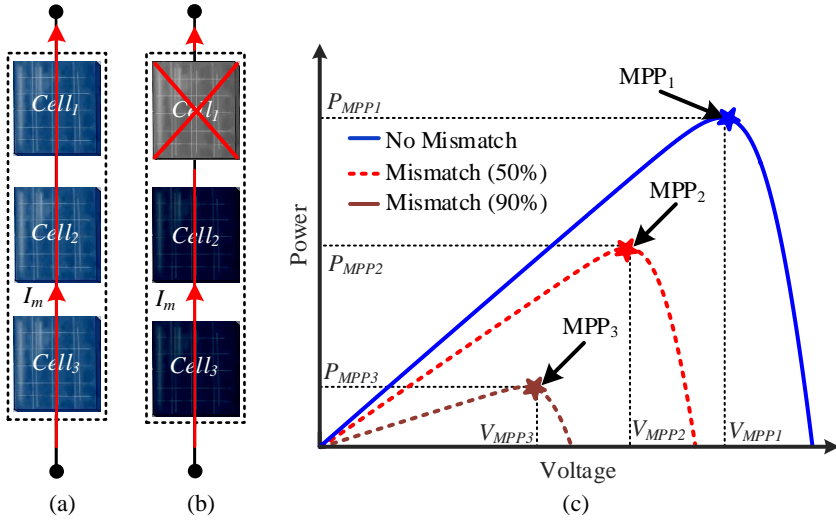 Cell1
Cell2
Im
Cell3
(a)
Cell1
Cell2
Im
Cell3
(b)
Power
PMPP1
PMPP2
PMPP3
No Mismatch
Mismatch (50%)
Mismatch (90%)
MPP1
MPP2
MPP3
VMPP3
VMPP2
VMPP1
Voltage
(c)